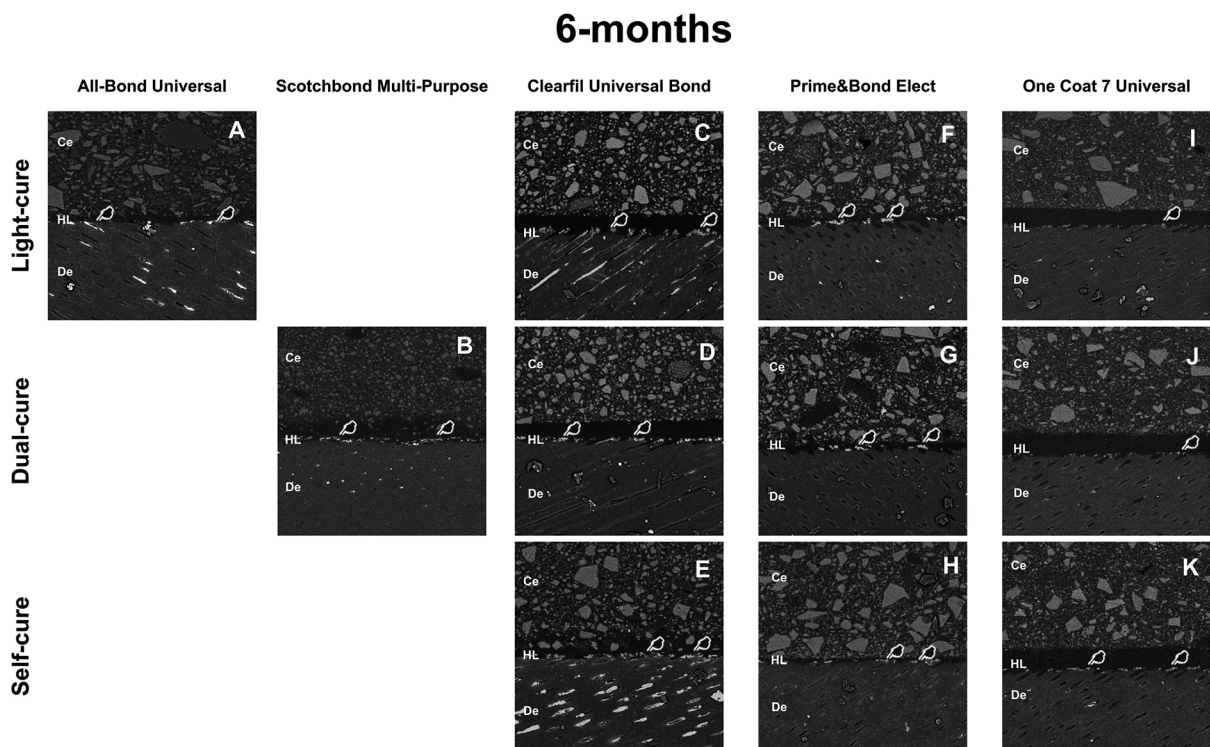 6-months
All-Bond Universal Scotchbond Multi-Purpose Clearfil Universal Bond Prime&Bond Elect One Coat 7 Universal
Light-cure
A
Ce
HL
De
C
Ce
HL
De
F
Ce
HL
De
I
Ce
HL
De
Dual-cure
B
Ce
HL
De
D
Ce
HL
De
G
Ce
HL
De
J
Ce
HL
De
Self-cure
E
Ce
HL
De
H
Ce
HL
De
K
Ce
HL
De